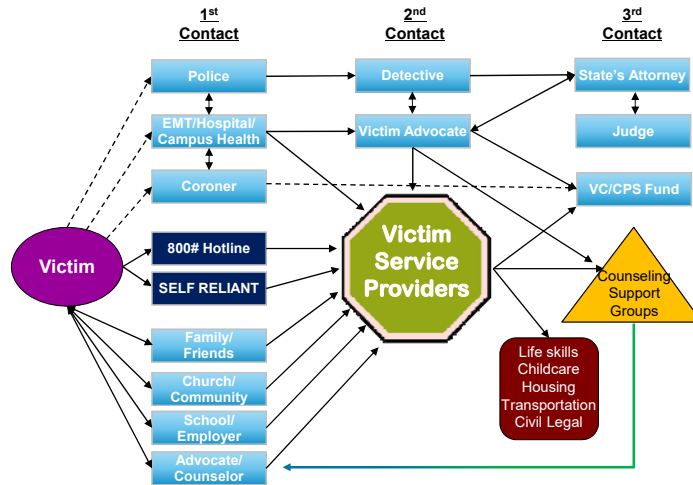 1st
Contact
2nd
Contact
3rd
Contact
Police
Detective
State's Attorney
EMT/Hospital/
Campus Health
Victim Advocate
Judge
Coroner
VC/CPS Fund
Victim
800# Hotline
SELF RELIANT
Victim
Service
Providers
Counseling
Support
Groups
Family/
Friends
Church/
Community
School/
Employer
Advocate/
Counselor
Life skills
Childcare
Housing
Transportation
Civil Legal